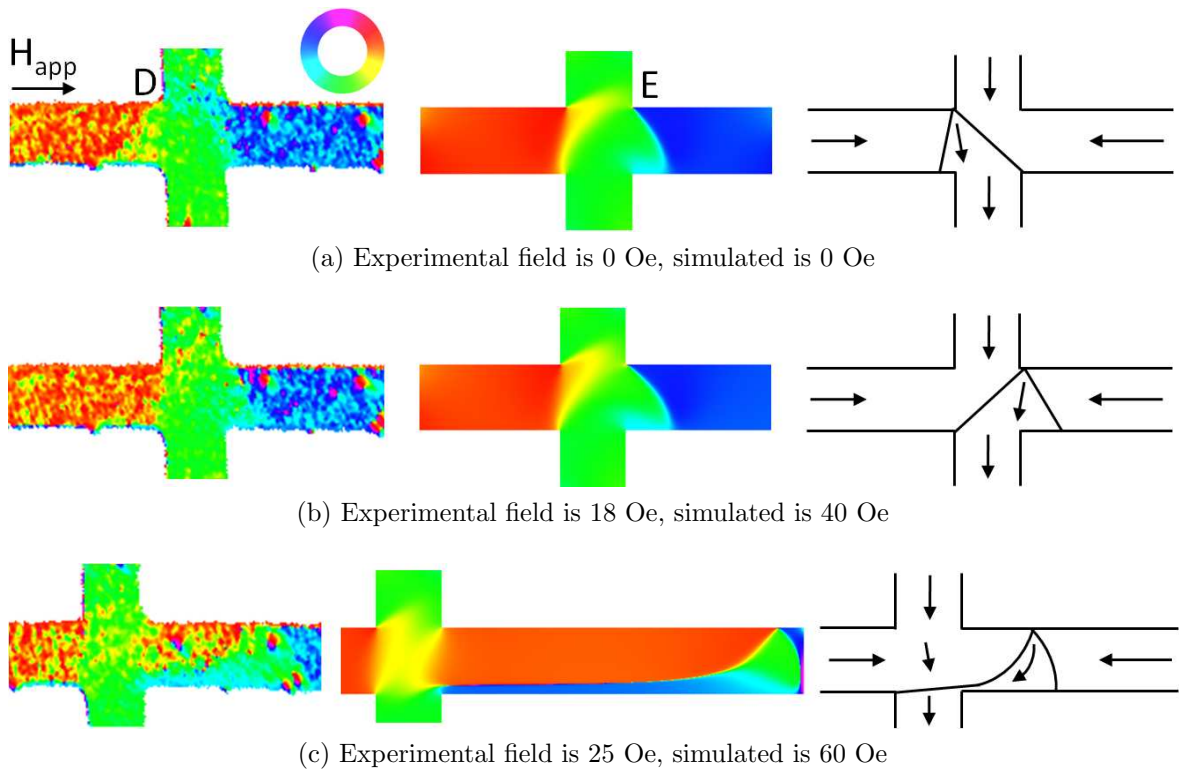 H_app
D
E
(a) Experimental field is 0 Oe, simulated is 0 Oe
(b) Experimental field is 18 Oe, simulated is 40 Oe
(c) Experimental field is 25 Oe, simulated is 60 Oe